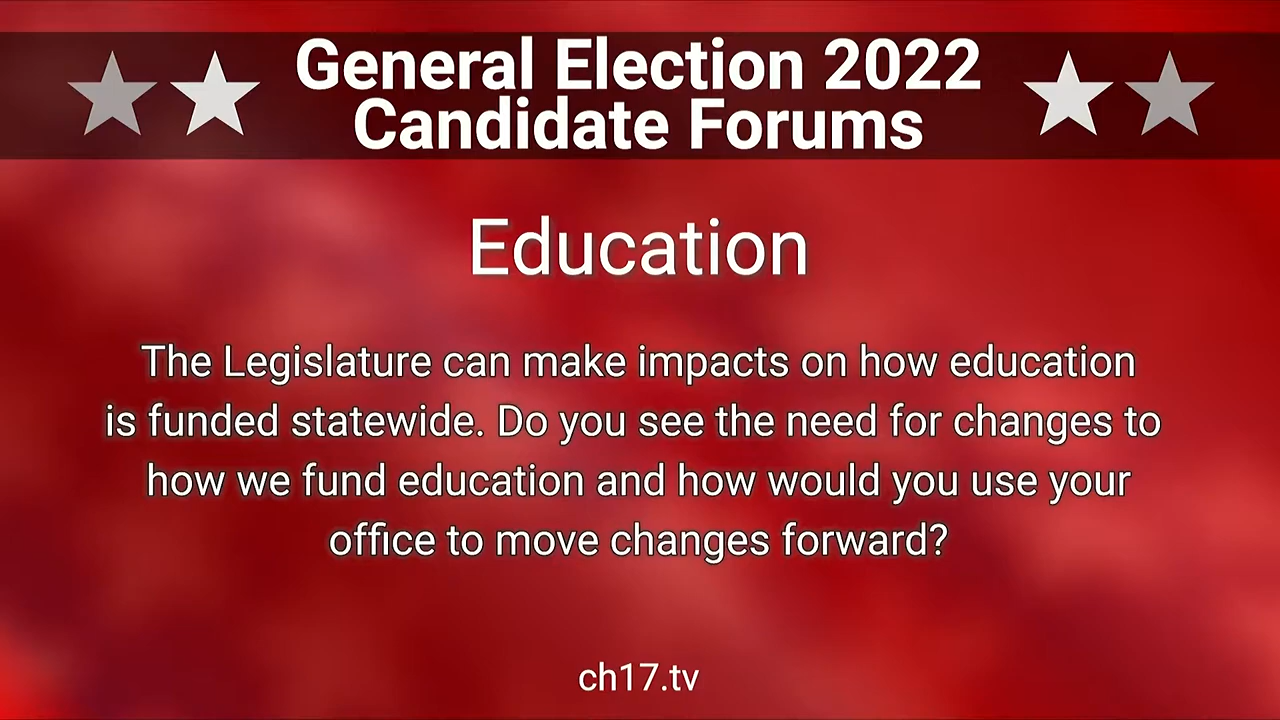 General Election 2022
Candidate Forums
Education
The Legislature can make impacts on how education
is funded statewide. Do you see the need for changes to
how we fund education and how would you use your
office to move changes forward?
ch17.tv